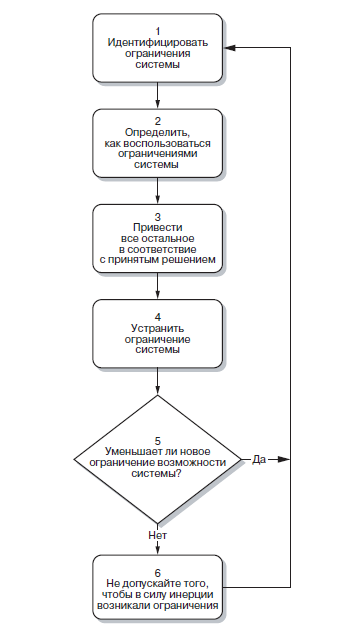 1
Идентифицировать
ограничения
системы
2
Определить,
как воспользоваться
ограничениями
системы
3
Привести
все остальное
в соответствие
с принятым решением
4
Устранить
ограничение
системы
5
Уменьшает ли новое
ограничение возможности
системы?
Да
Нет
6
Не допускайте того,
чтобы в силу инерции
возникали ограничения